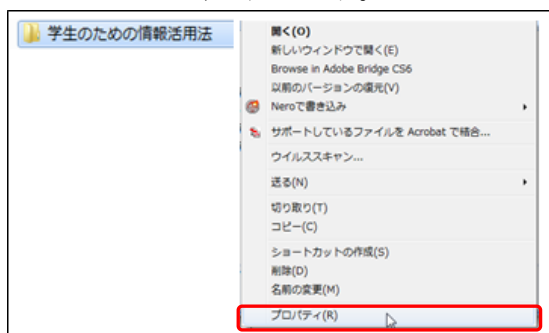 学生のための情報活用法
開く(O)
新しいウィンドウで開く(E)
Browse in Adobe Bridge CS6
以前のバージョンの復元(V)
Neroで書き込み
サポートしているファイルを Acrobat で結合...
ウイルススキャン...
送る(N)
切り取り(T)
コピー(C)
ショートカットの作成(S)
削除(D)
名前の変更(M)
プロパティ(R)